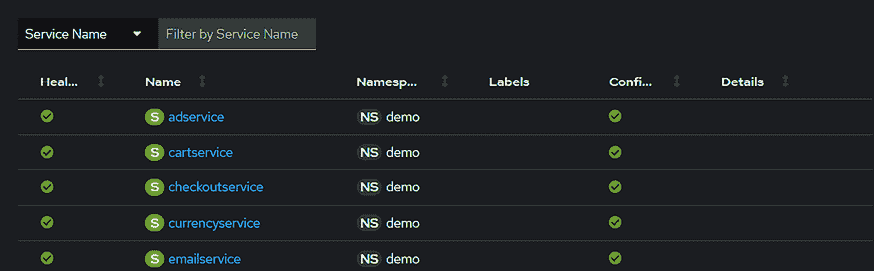 Service Name Filter by Service Name
Heal... Name Namesp... Labels Confi... Details
S adservice NS demo
S cartservice NS demo
S checkoutservice NS demo
S currencyservice NS demo
S emailservice NS demo